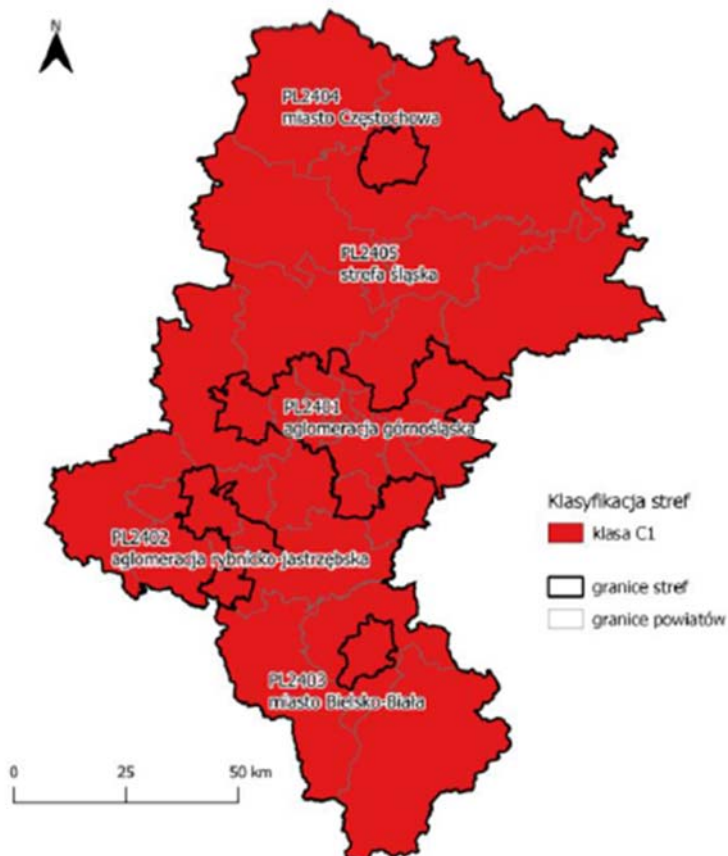 N
PL2404
miasto Częstochowa
PL2405
strefa śląska
PL2401
aglomeracja górnośląska
Klasyfikacja stref
klasa C1
PL2402
aglomeracja rybnicko-jastrzębska
granice stref
granice powiatów
PL2403
miasto Bielsko-Biała
0 25 50 km